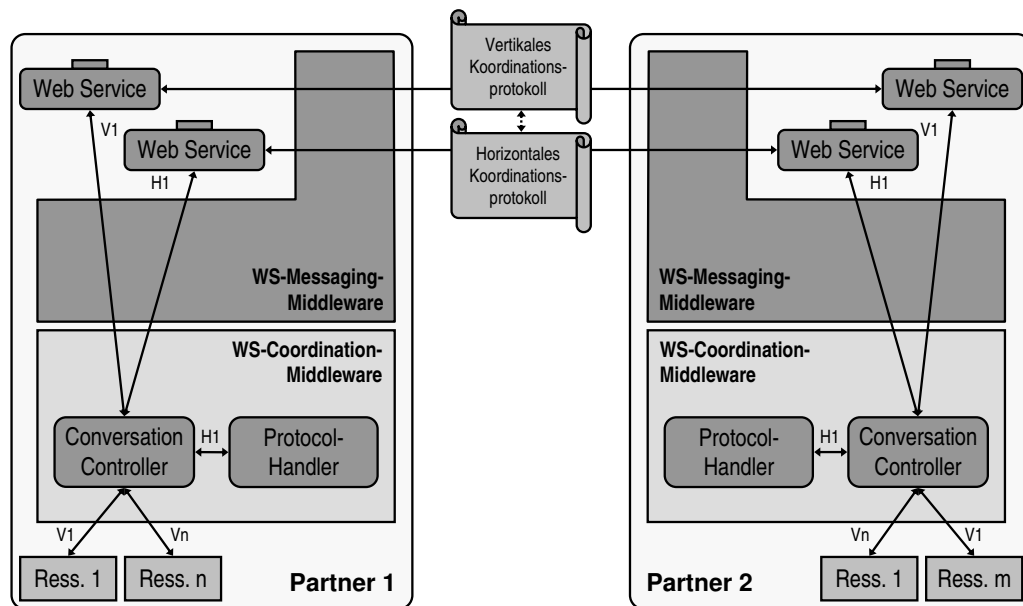 Vertikales
Koordinations-
protokoll
Web Service
Web Service
V1
V1
Web Service
Web Service
Horizontales
Koordinations-
protokoll
H1
H1
WS-Messaging-
Middleware
WS-Messaging-
Middleware
WS-Coordination-
Middleware
WS-Coordination-
Middleware
Conversation
Controller
H1
Protocol-
Handler
Protocol-
Handler
H1
Conversation
Controller
V1
Vn
Vn
V1
Ress. 1
Ress. n
Partner 1
Partner 2
Ress. 1
Ress. m